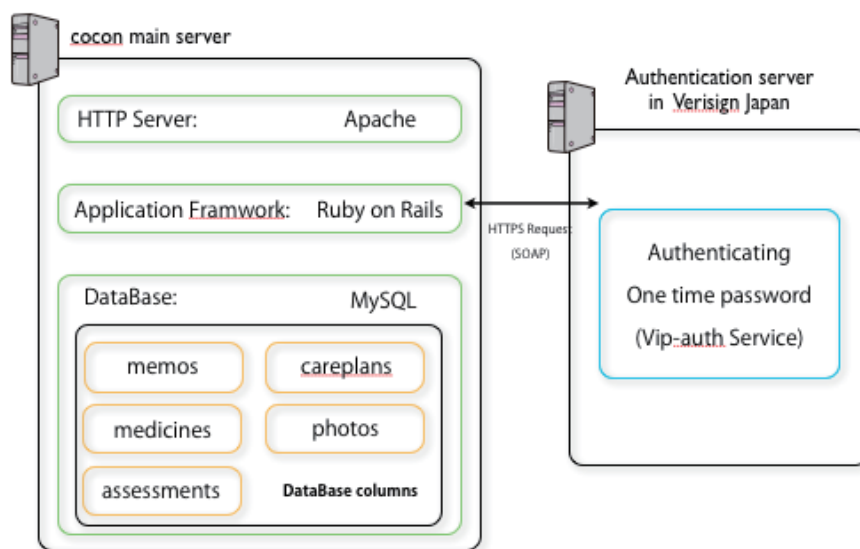 cocon main server
HTTP Server: Apache
Application Framwork: Ruby on Rails
DataBase: MySQL
memos
careplans
medicines
photos
assessments
DataBase columns
HTTPS Request
(SOAP)
Authentication server
in Verisign Japan
Authenticating
One time password
(Vip-auth Service)